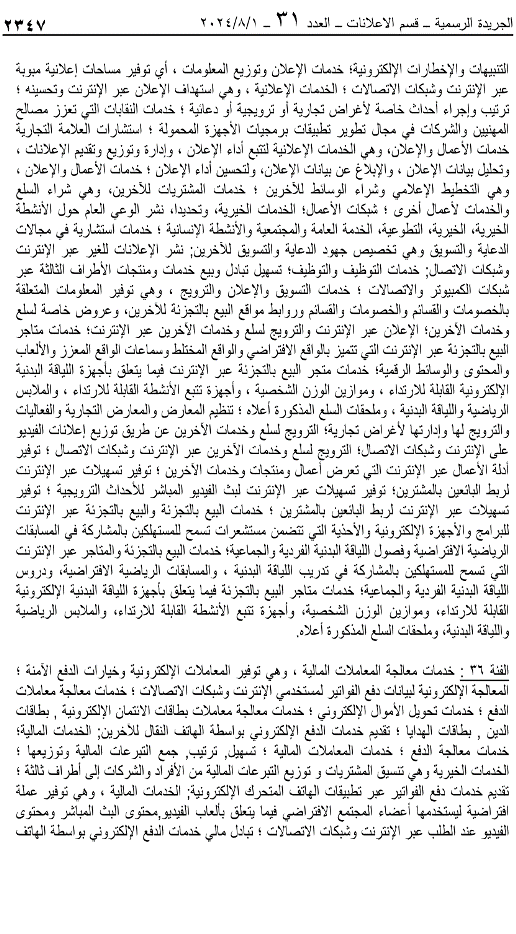 الجريدة الرسمية – قسم الاعلانات – العدد ٣١ – ٢٠٢٤/٨/١ ٢٣٤٧
التنبيهات والإخطارات الإلكترونية؛ خدمات الإعلان وتوزيع المعلومات ، أي توفير مساحات إعلانية مبوبة
عبر الإنترنت وشبكات الاتصالات ؛ الخدمات الإعلانية ، وهي استهداف الإعلان عبر الإنترنت وتحسينه ؛
ترتيب وإجراء أحداث خاصة لأغراض تجارية أو ترويجية أو دعائية ؛ خدمات النقابات التي تعزز مصالح
المهنيين والشركات في مجال تطوير تطبيقات برمجيات الأجهزة المحمولة ؛ استشارات العلامة التجارية
خدمات الأعمال والإعلان، وهي الخدمات الإعلانية لتتبع أداء الإعلان ، وإدارة وتوزيع وتقديم الإعلانات ،
وتحليل بيانات الإعلان ، والإبلاغ عن بيانات الإعلان، ولتحسين أداء الإعلان ؛ خدمات الأعمال والإعلان ،
وهي التخطيط الإعلامي وشراء الوسائط للآخرين ؛ خدمات المشتريات للآخرين، وهي شراء السلع
والخدمات لأعمال أخرى ؛ شبكات الأعمال؛ الخدمات الخيرية، وتحديدا، نشر الوعي العام حول الأنشطة
الخيرية، الخيرية، التطوعية، الخدمة العامة والمجتمعية والأنشطة الإنسانية ؛ خدمات استشارية في مجالات
الدعاية والتسويق وهي تخصيص جهود الدعاية والتسويق للآخرين; نشر الإعلانات للغير عبر الإنترنت
وشبكات الاتصال; خدمات التوظيف والتوظيف؛ تسهيل تبادل وبيع خدمات ومنتجات الأطراف الثالثة عبر
شبكات الكمبيوتر والاتصالات ؛ خدمات التسويق والإعلان والترويج ، وهي توفير المعلومات المتعلقة
بالخصومات والقسائم والخصومات والقسائم وروابط مواقع البيع بالتجزئة للآخرين، وعروض خاصة لسلع
وخدمات الآخرين؛ الإعلان عبر الإنترنت والترويج لسلع وخدمات الآخرين عبر الإنترنت؛ خدمات متاجر
البيع بالتجزئة عبر الإنترنت التي تتميز بالواقع الافتراضي والواقع المختلط وسماعات الواقع المعزز والألعاب
والمحتوى والوسائط الرقمية؛ خدمات متجر البيع بالتجزئة عبر الإنترنت فيما يتعلق بأجهزة اللياقة البدنية
الإلكترونية القابلة للارتداء ، وموازين الوزن الشخصية ، وأجهزة تتبع الأنشطة القابلة للارتداء ، والملابس
الرياضية واللياقة البدنية ، وملحقات السلع المذكورة أعلاه ؛ تنظيم المعارض والمعارض التجارية والفعاليات
والترويج لها وإدارتها لأغراض تجارية؛ الترويج لسلع وخدمات الآخرين عن طريق توزيع إعلانات الفيديو
على الإنترنت وشبكات الاتصال؛ الترويج لسلع وخدمات الآخرين عبر الإنترنت وشبكات الاتصال ؛ توفير
أدلة الأعمال عبر الإنترنت التي تعرض أعمال ومنتجات وخدمات الآخرين ؛ توفير تسهيلات عبر الإنترنت
لربط البائعين بالمشترين؛ توفير تسهيلات عبر الإنترنت لبث الفيديو المباشر للأحداث الترويجية ؛ توفير
تسهيلات عبر الإنترنت لربط البائعين بالمشترين ؛ خدمات البيع بالتجزئة والبيع بالتجزئة عبر الإنترنت
للبرامج والأجهزة الإلكترونية والأحذية التي تتضمن مستشعرات تسمح للمستهلكين بالمشاركة في المسابقات
الرياضية الافتراضية وفصول اللياقة البدنية الفردية والجماعية؛ خدمات البيع بالتجزئة والمتاجر عبر الإنترنت
التي تسمح للمستهلكين بالمشاركة في تدريب اللياقة البدنية ، والمسابقات الرياضية الافتراضية، ودروس
اللياقة البدنية الفردية والجماعية؛ خدمات متاجر البيع بالتجزئة فيما يتعلق بأجهزة اللياقة البدنية الإلكترونية
القابلة للارتداء، وموازين الوزن الشخصية، وأجهزة تتبع الأنشطة القابلة للارتداء، والملابس الرياضية
واللياقة البدنية، وملحقات السلع المذكورة أعلاه.
الفئة ٣٦ : خدمات معالجة المعاملات المالية ، وهي توفير المعاملات الإلكترونية وخيارات الدفع الآمنة ؛
المعالجة الإلكترونية لبيانات دفع الفواتير لمستخدمي الإنترنت وشبكات الاتصالات ؛ خدمات معالجة معاملات
الدفع ؛ خدمات تحويل الأموال الإلكتروني ؛ خدمات معالجة معاملات بطاقات الائتمان الإلكترونية , بطاقات
الدين , بطاقات الهدايا ؛ تقديم خدمات الدفع الإلكتروني بواسطة الهاتف النقال للآخرين; الخدمات المالية؛
خدمات معالجة الدفع ؛ خدمات المعاملات المالية ؛ تسهيل, ترتيب, جمع التبرعات المالية وتوزيعها ؛
الخدمات الخيرية وهي تنسيق المشتريات و توزيع التبرعات المالية من الأفراد والشركات إلى أطراف ثالثة ؛
تقديم خدمات دفع الفواتير عبر تطبيقات الهاتف المتحرك الإلكترونية; الخدمات المالية ، وهي توفير عملة
افتراضية ليستخدمها أعضاء المجتمع الافتراضي فيما يتعلق بألعاب الفيديو,محتوى البث المباشر ومحتوى
الفيديو عند الطلب عبر الإنترنت وشبكات الاتصالات ؛ تبادل مالي خدمات الدفع الإلكتروني بواسطة الهاتف